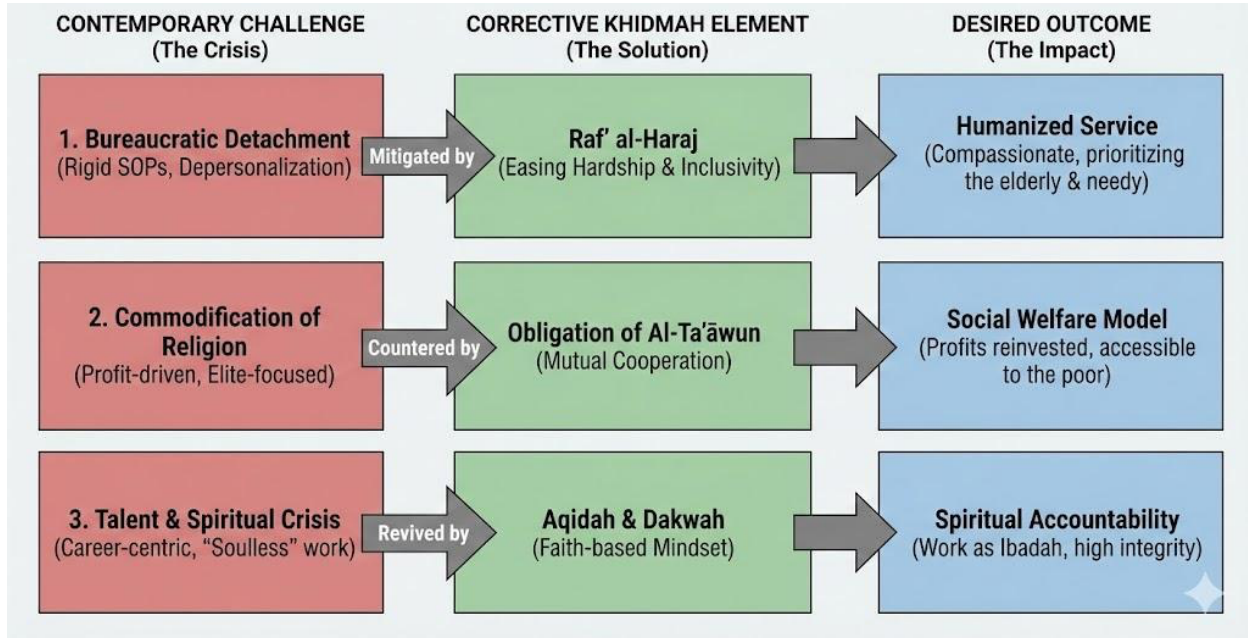 CONTEMPORARY CHALLENGE
(The Crisis)
CORRECTIVE KHIDMAH ELEMENT
(The Solution)
DESIRED OUTCOME
(The Impact)
1. Bureaucratic Detachment
(Rigid SOPs, Depersonalization)
Mitigated by
Raf’ al-Haraj
(Easing Hardship & Inclusivity)
Humanized Service
(Compassionate, prioritizing
the elderly & needy)
2. Commodification of
Religion
(Profit-driven, Elite-focused)
Countered by
Obligation of Al-Ta’āwun
(Mutual Cooperation)
Social Welfare Model
(Profits reinvested, accessible
to the poor)
3. Talent & Spiritual Crisis
(Career-centric, “Soulless” work)
Revived by
Aqidah & Dakwah
(Faith-based Mindset)
Spiritual Accountability
(Work as Ibadah, high integrity)